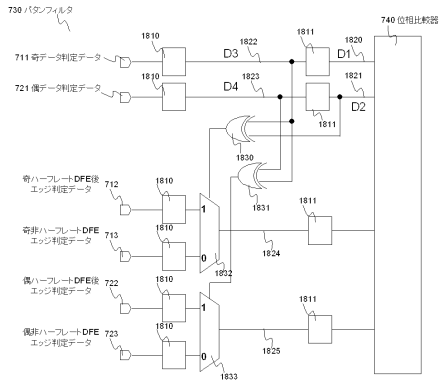 730 パタンフィルタ
740 位相比較器
1810
1822
1811
1820
D3
D1
711 奇データ判定データ
1810
1823
1821
D4
721 偶データ判定データ
1811
D2
1830
奇ハーフレートDFE後
エッジ判定データ
712
1810
1831
1
1811
奇非ハーフレートDFE
エッジ判定データ
713
1810
0
1832
1824
偶ハーフレートDFE後
エッジ判定データ
722
1810
1
1811
偶非ハーフレートDFE
エッジ判定データ
723
1810
0
1833
1825